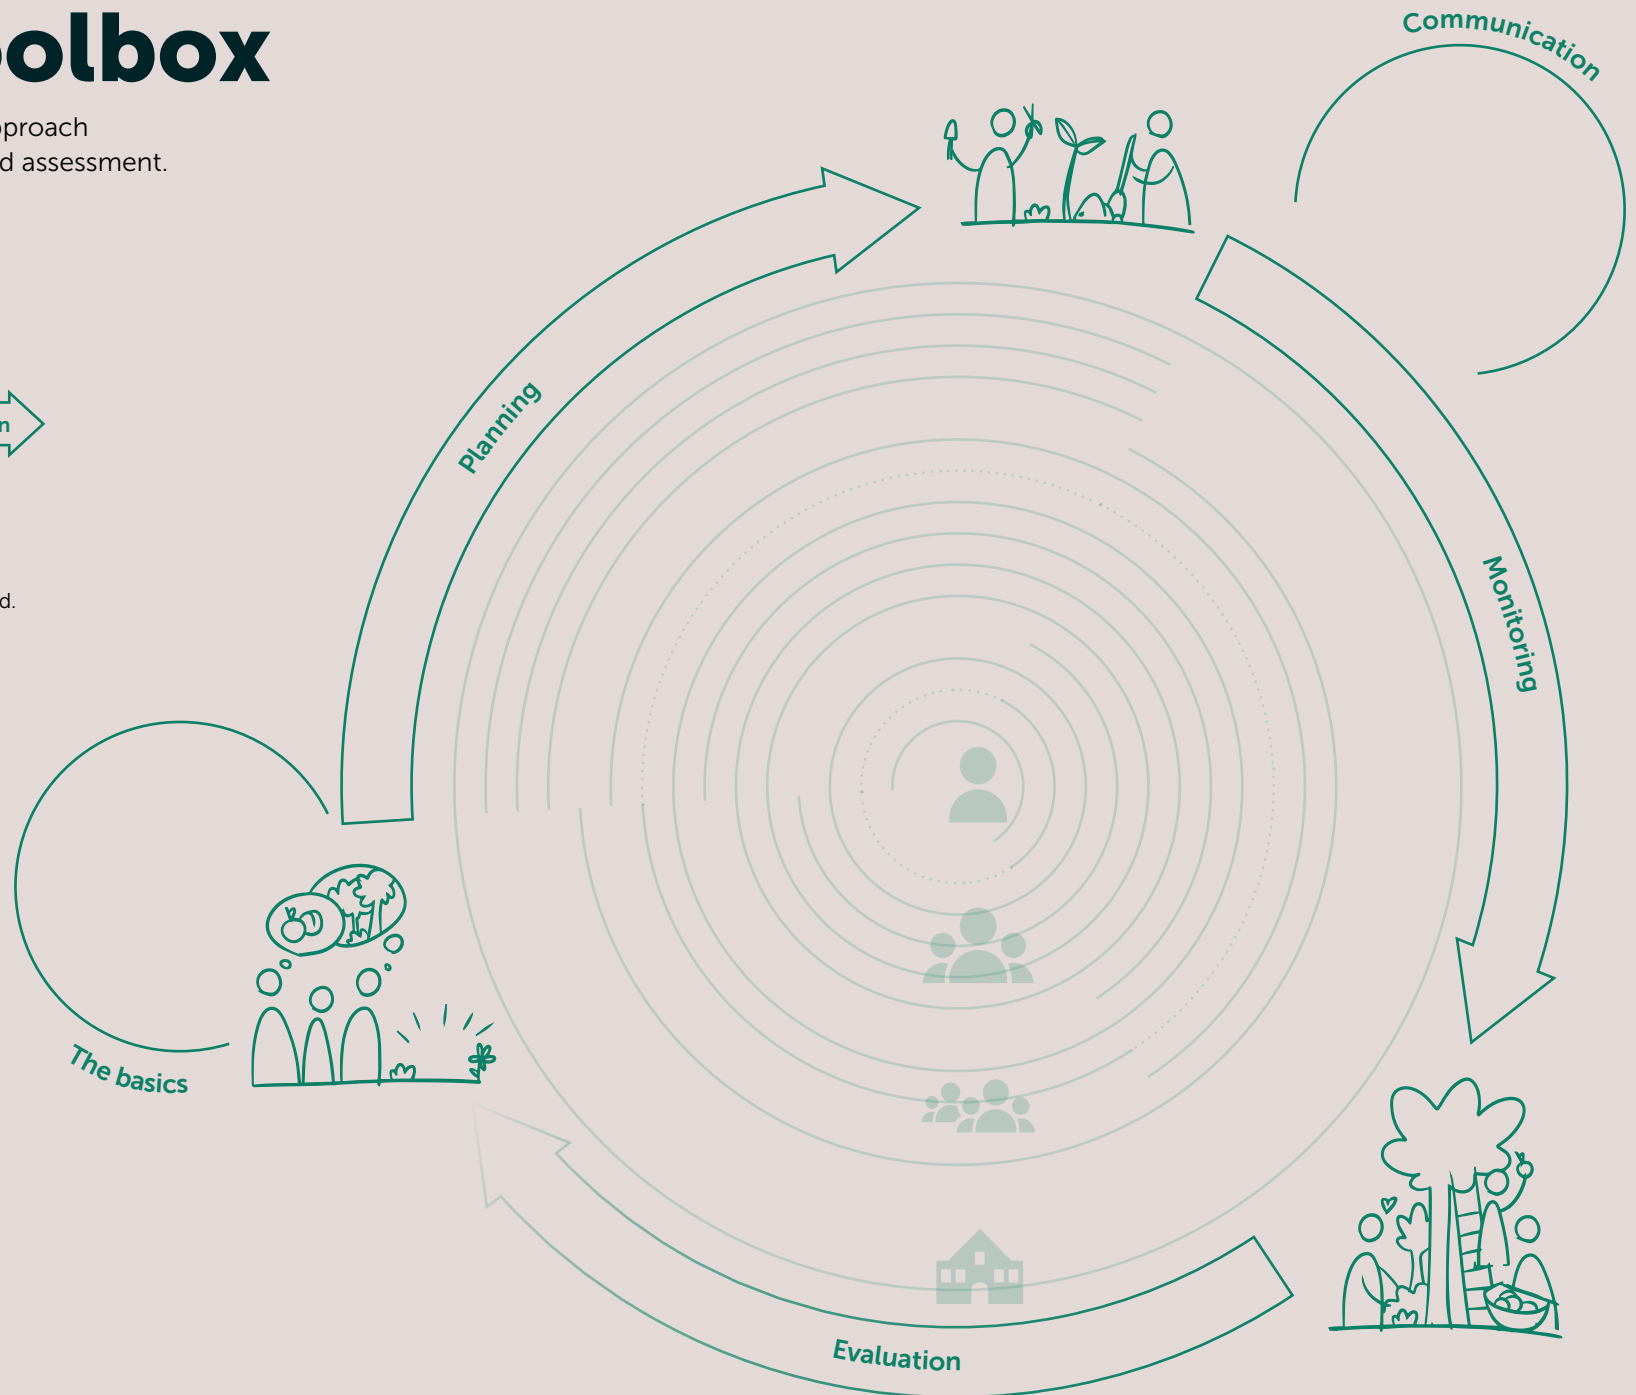 olbox
proach
d assessment.
n
d.
Communication
Planning
Monitoring
The basics
Evaluation